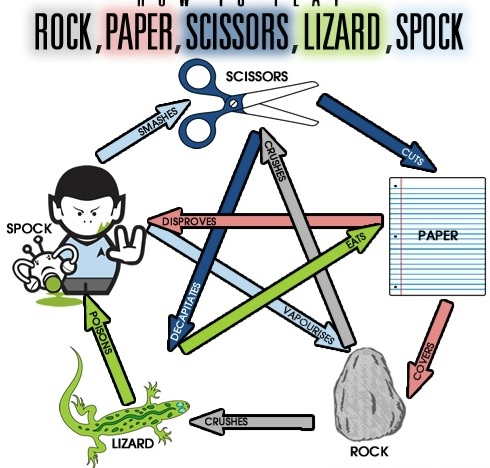 HOW TO PLAY
ROCK, PAPER, SCISSORS, LIZARD, SPOCK
SCISSORS
SMASHES
CUTS
CRUSHES
DISPROVES
SPOCK
PAPER
EATS
DECAPITATES
VAPOURISES
POISONS
COVERS
LIZARD
CRUSHES
ROCK